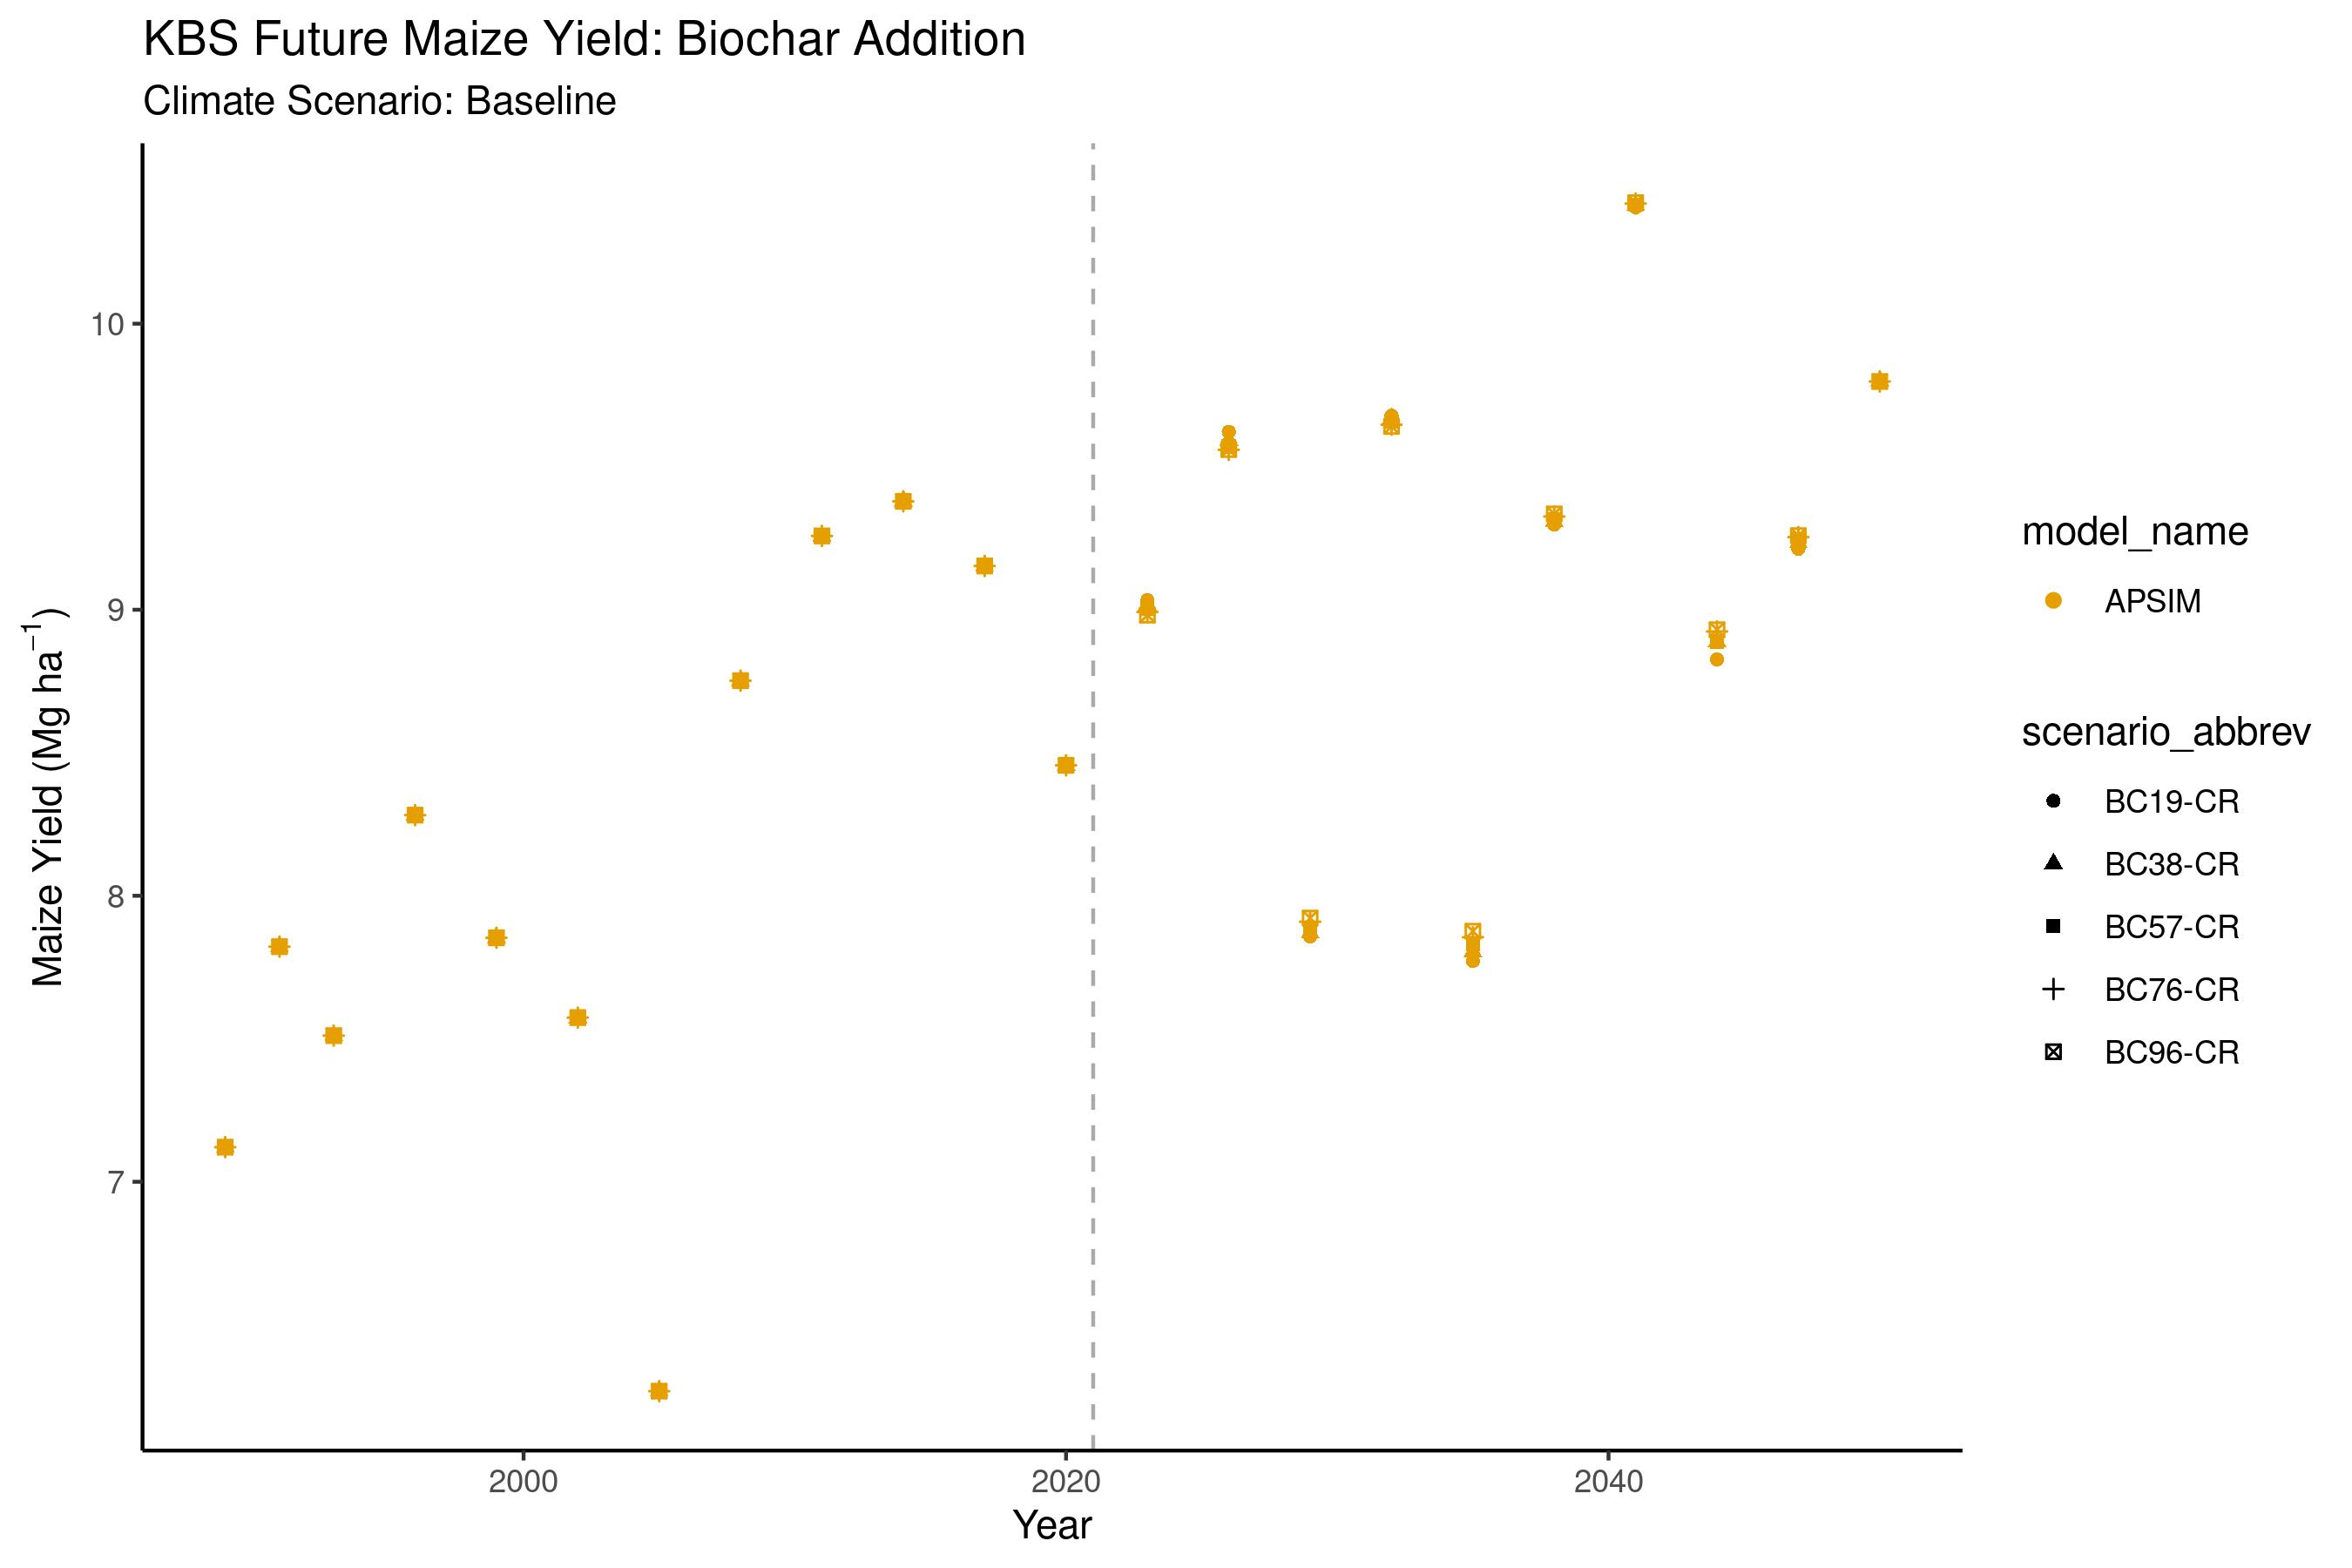 KBS Future Maize Yield: Biochar Addition
Climate Scenario: Baseline
Maize Yield (Mg ha⁻¹)
10
9
8
7
2000
2020
2040
Year
model_name
APSIM
scenario_abbrev
BC19-CR
BC38-CR
BC57-CR
BC76-CR
BC96-CR